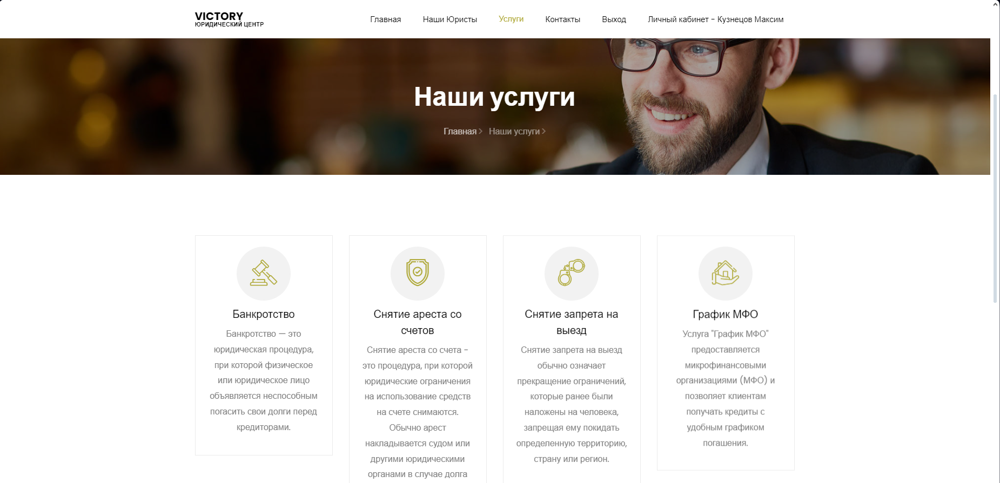 VICTORY
ЮРИДИЧЕСКИЙ ЦЕНТР
Главная
Наши Юристы
Услуги
Контакты
Выход
Личный кабинет - Кузнецов Максим
Наши услуги
Главная
Наши услуги
Банкротство
Банкротство — это
юридическая процедура,
при которой физическое
или юридическое лицо
объявляется неспособным
погасить свои долги перед
кредиторами.
Снятие ареста со
счетов
Снятие ареста со счета -
это процедура, при которой
юридические ограничения
на использование средств
на счете снимаются.
Обычно арест
накладывается судом или
другими юридическими
органами в случае долга
Снятие запрета на
выезд
Снятие запрета на выезд
обычно означает
прекращение ограничений,
которые ранее были
наложены на человека,
запрещая ему покидать
определенную территорию,
страну или регион.
График МФО
Услуга "График МФО"
предоставляется
микрофинансовыми
организациями (МФО) и
позволяет клиентам
получать кредиты с
удобным графиком
погашения.